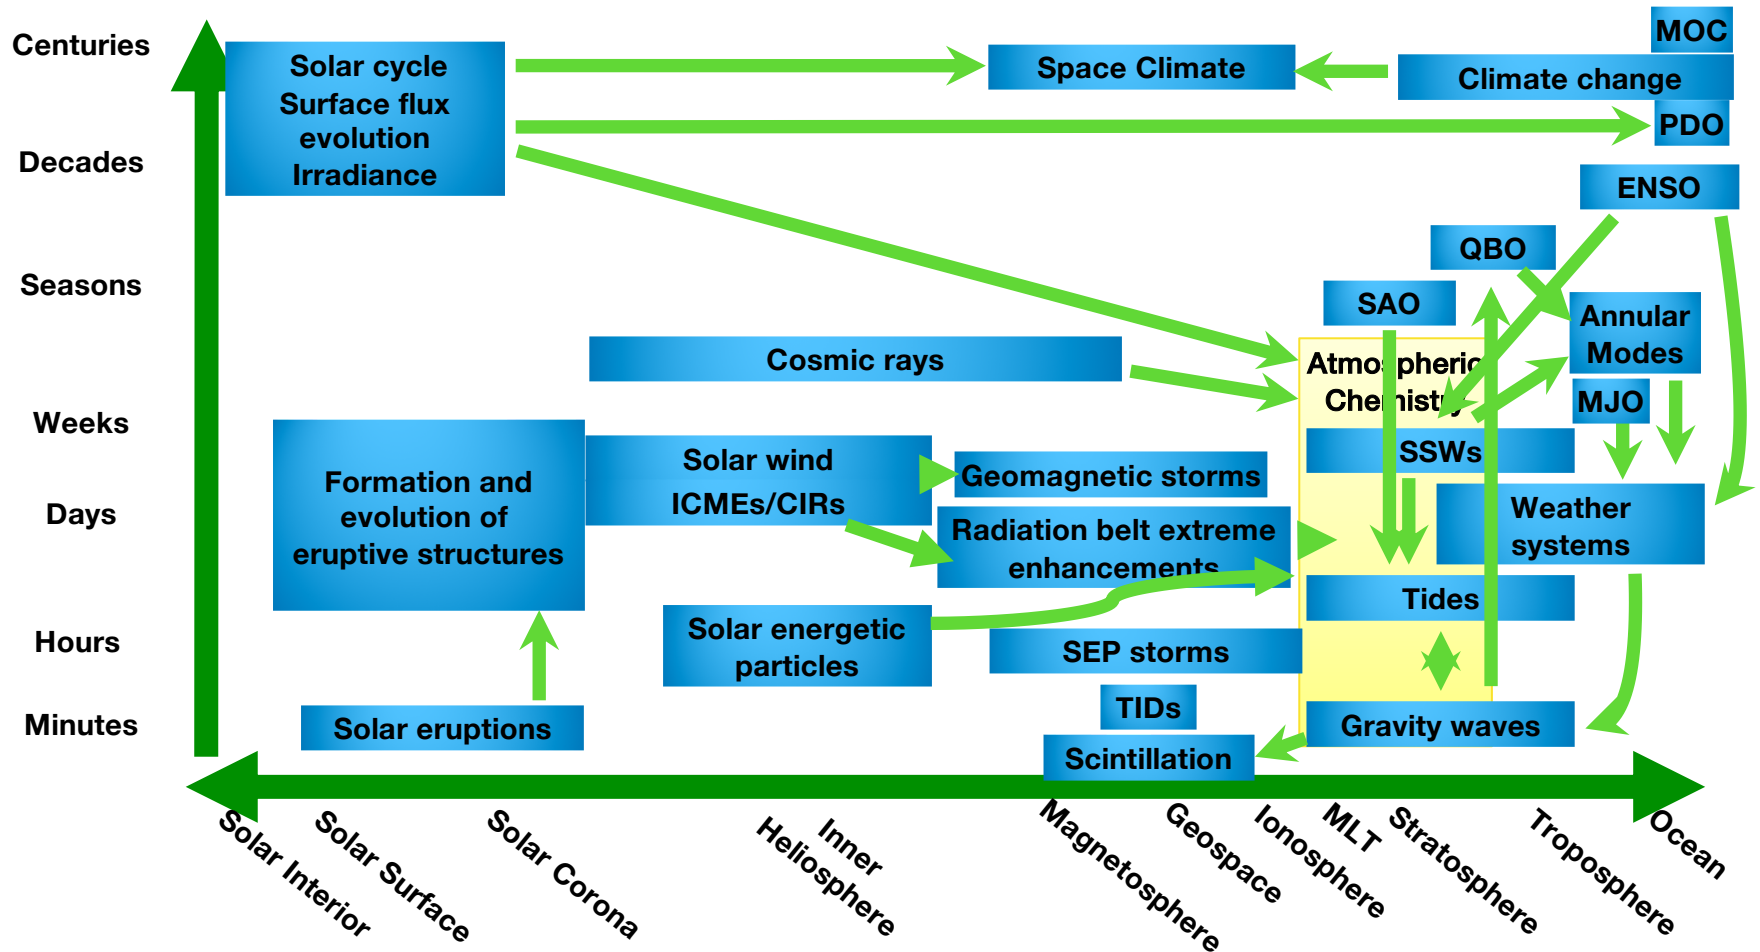 Centuries
Decades
Seasons
Weeks
Days
Hours
Minutes
Solar cycle
Surface flux
evolution
Irradiance
Space Climate
MOC
Climate change
PDO
ENSO
QBO
SAO
Annular
Modes
MJO
Cosmic rays
Atmospheric
Chemistry
SSWs
Formation and
evolution of
eruptive structures
Solar wind
ICMEs/CIRs
Geomagnetic storms
Radiation belt extreme
enhancements
Weather
systems
Tides
Solar energetic
particles
SEP storms
TIDs
Solar eruptions
Gravity waves
Scintillation
Solar Interior
Solar Surface
Solar Corona
Inner
Heliosphere
Magnetosphere
Geospace
Ionosphere
MLT
Stratosphere
Troposphere
Ocean